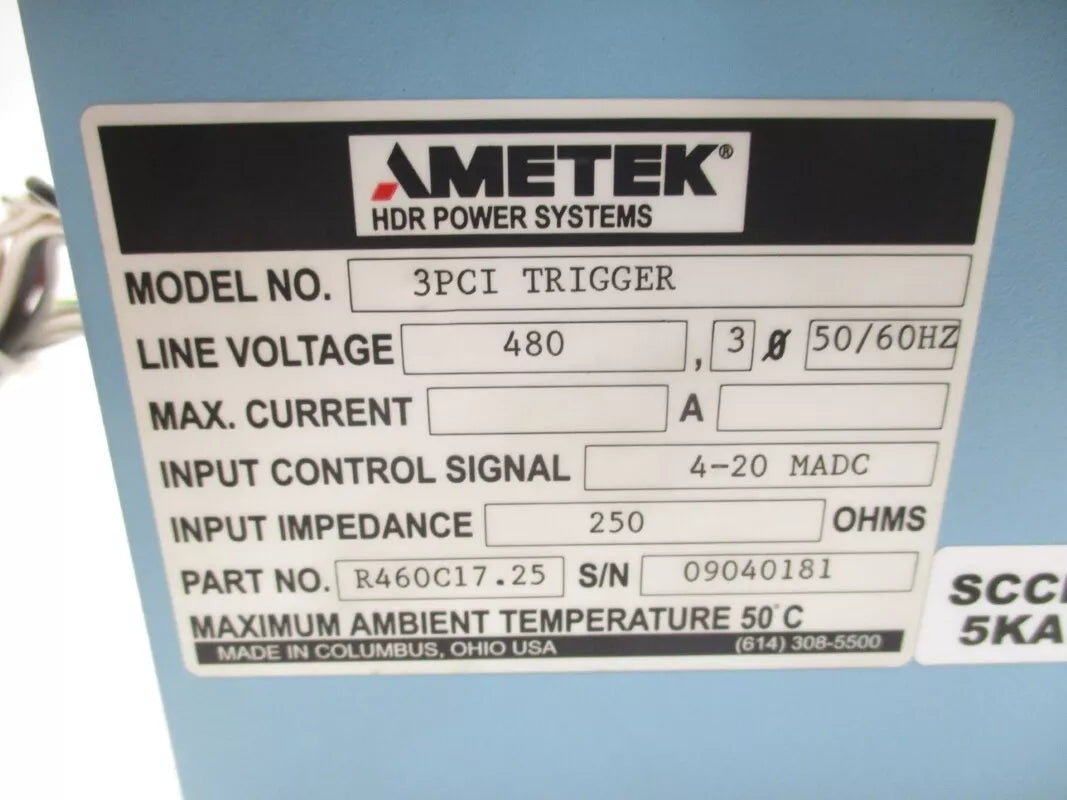 AMETEK®
HDR POWER SYSTEMS
MODEL NO. 3PCI TRIGGER
LINE VOLTAGE 480 , 3 Ø 50/60HZ
MAX. CURRENT A
INPUT CONTROL SIGNAL 4-20 MADC
INPUT IMPEDANCE 250 OHMS
PART NO. R460C17.25 S/N 09040181
MAXIMUM AMBIENT TEMPERATURE 50°C
MADE IN COLUMBUS, OHIO USA (614) 308-5500
5KA